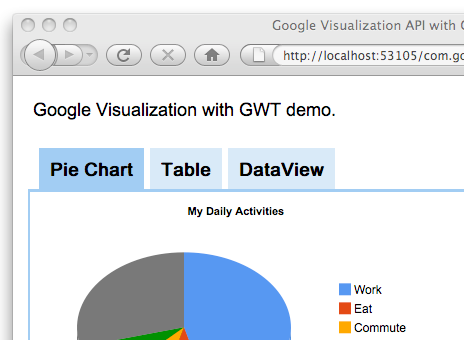 Google Visualization API with G
http://localhost:53105/com.go
Google Visualization with GWT demo.
Pie Chart Table DataView
My Daily Activities
Work
Eat
Commute